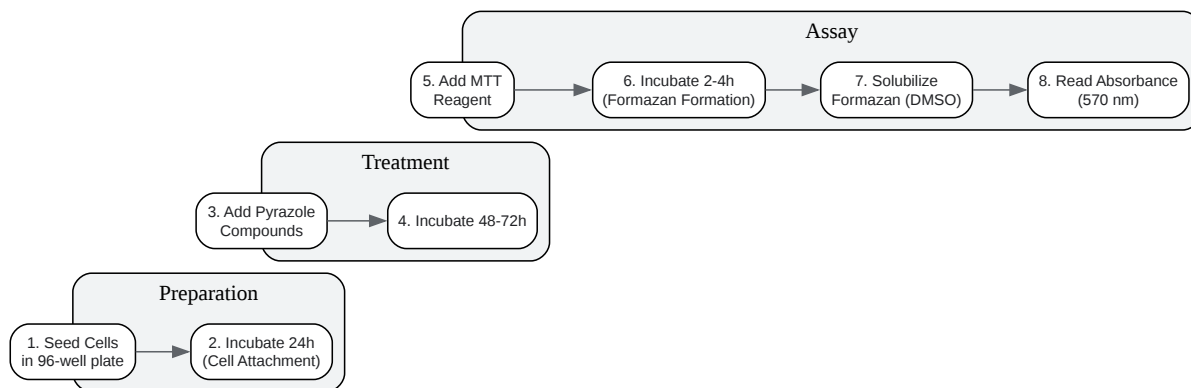 Assay
5. Add MTT
Reagent
6. Incubate 2-4h
(Formazan Formation)
7. Solubilize
Formazan (DMSO)
8. Read Absorbance
(570 nm)
Treatment
3. Add Pyrazole
Compounds
4. Incubate 48-72h
Preparation
1. Seed Cells
in 96-well plate
2. Incubate 24h
(Cell Attachment)